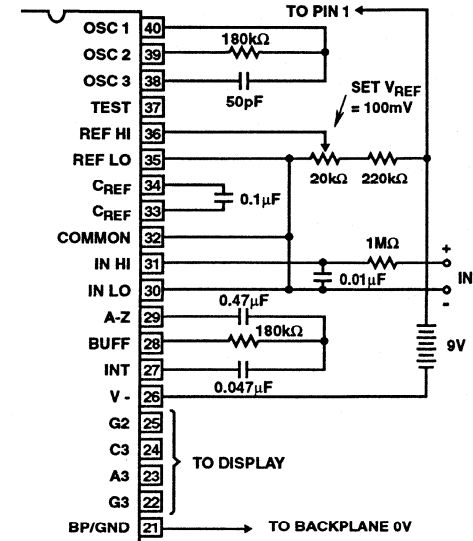 TO PIN 1
OSC 1 40
180kΩ
OSC 2 39
OSC 3 38
50pF
SET VREF
= 100mV
TEST 37
REF HI 36
REF LO 35
20kΩ 220kΩ
CREF 34
0.1μF
CREF 33
COMMON 32
1MΩ
+
IN HI 31
0.01μF
IN
IN LO 30
-
0.47μF
A-Z 29
180kΩ
BUFF 28
9V
INT 27
0.047μF
V - 26
G2 25
C3 24
TO DISPLAY
A3 23
G3 22
BP/GND 21
TO BACKPLANE 0V